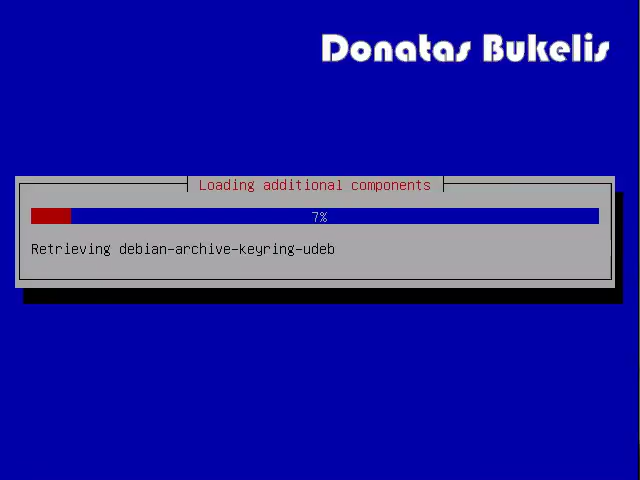 Donatas Bukelis
Loading additional components
7%
Retrieving debian-archive-keyring-udeb